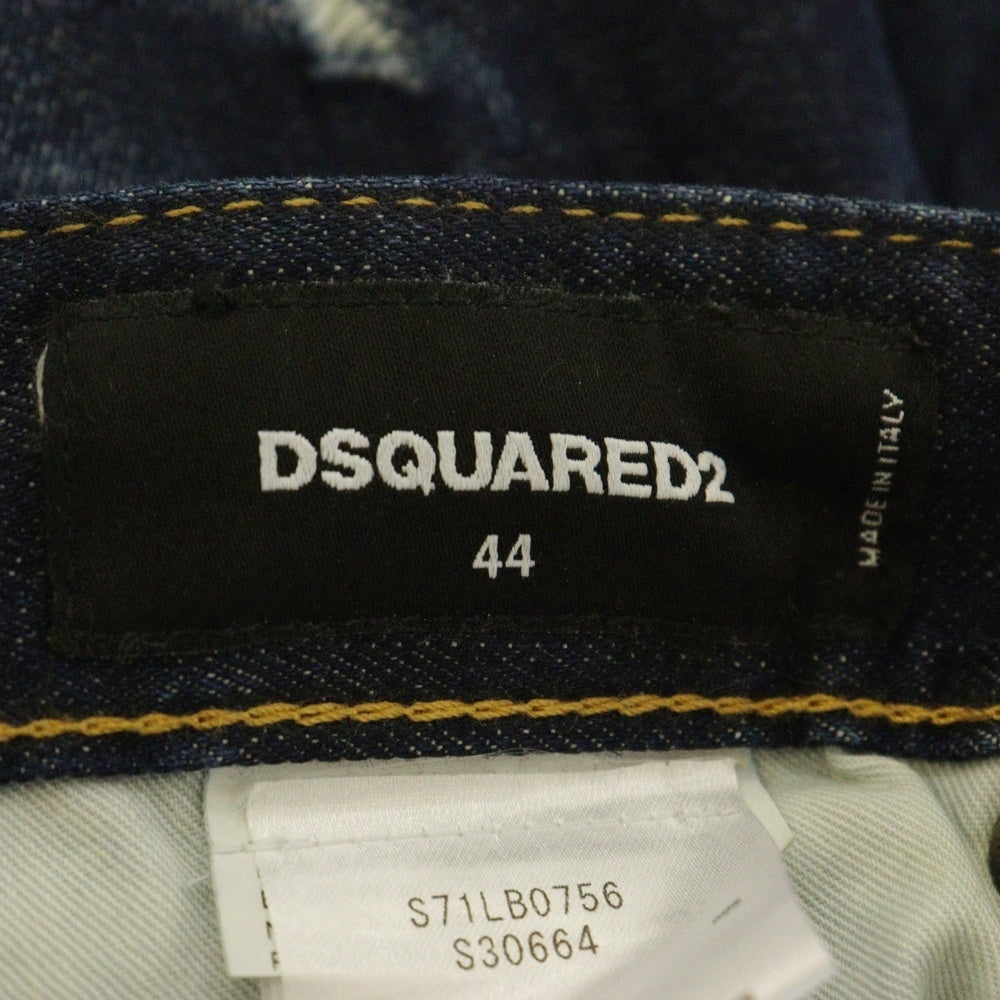 DSQUARED2
44
MADE IN ITALY
S71LB0756
S30664